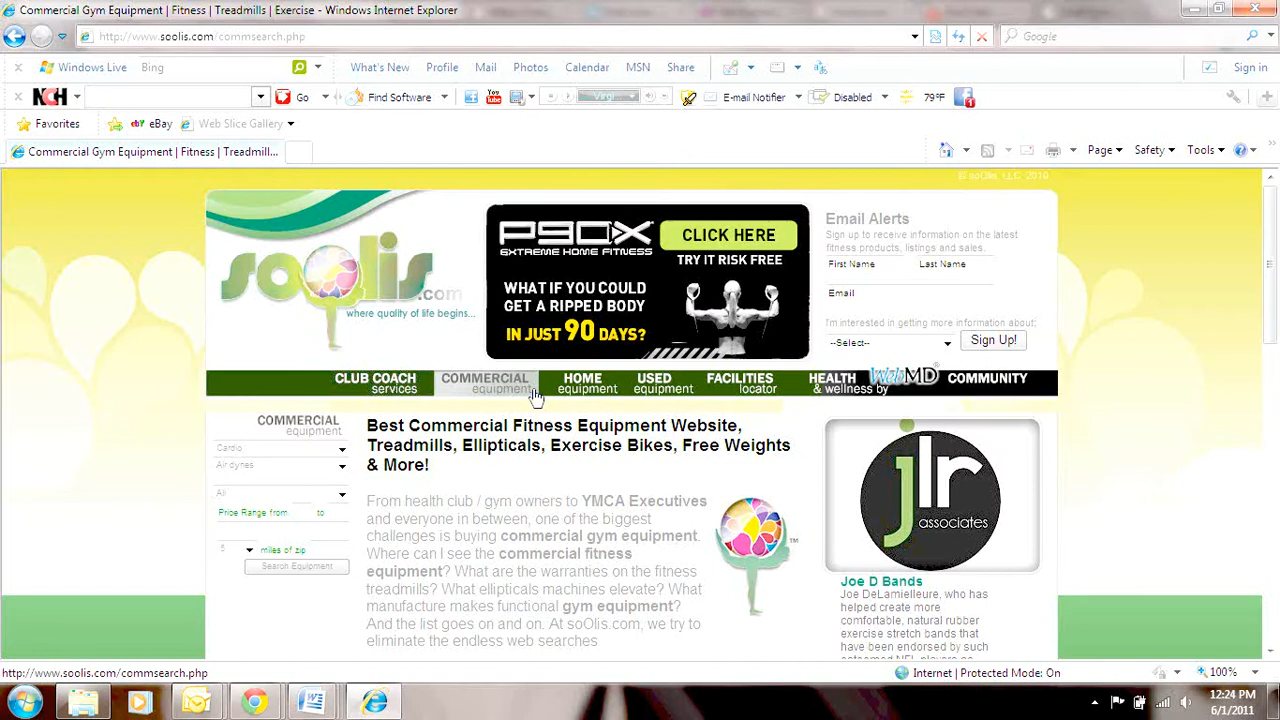 Commercial Gym Equipment | Fitness | Treadmills | Exercise - Windows Internet Explorer
http://www.soolis.com/commsearch.php
Google
Windows Live Bing What's New Profile Mail Photos Calendar MSN Share Sign in
NCH Go Find Software You Tube E-mail Notifier Disabled 79°F 1
Favorites eBay Web Slice Gallery
Commercial Gym Equipment | Fitness | Treadmill... Page Safety Tools
© soOlis, LLC. 2010
soolis.com
where quality of life begins...
P90X
EXTREME HOME FITNESS
CLICK HERE
TRY IT RISK FREE
WHAT IF YOU COULD
GET A RIPPED BODY
IN JUST 90 DAYS?
Email Alerts
Sign up to receive information on the latest
fitness products, listings and sales.
First Name Last Name
Email
I'm interested in getting more information about:
--Select-- Sign Up!
CLUB COACH COMMERCIAL HOME USED FACILITIES HEALTH WebMD COMMUNITY
services equipment equipment equipment locator & wellness by
COMMERCIAL
equipment
Cardio
Air dynes
All
Price Range from to
5 miles of zip
Search Equipment
Best Commercial Fitness Equipment Website,
Treadmills, Ellipticals, Exercise Bikes, Free Weights
& More!
From health club / gym owners to YMCA Executives
and everyone in between, one of the biggest
challenges is buying commercial gym equipment.
Where can I see the commercial fitness
equipment? What are the warranties on the fitness
treadmills? What ellipticals machines elevate? What
manufacture makes functional gym equipment?
And the list goes on and on. At soOlis.com, we try to
eliminate the endless web searches
TM
jlr
associates
Joe D Bands
Joe DeLamielleure, who has
helped create more
comfortable, natural rubber
exercise stretch bands that
have been endorsed by such
esteemed NFL players as
http://www.soolis.com/commsearch.php Internet | Protected Mode: On 100%
12:24 PM
6/1/2011